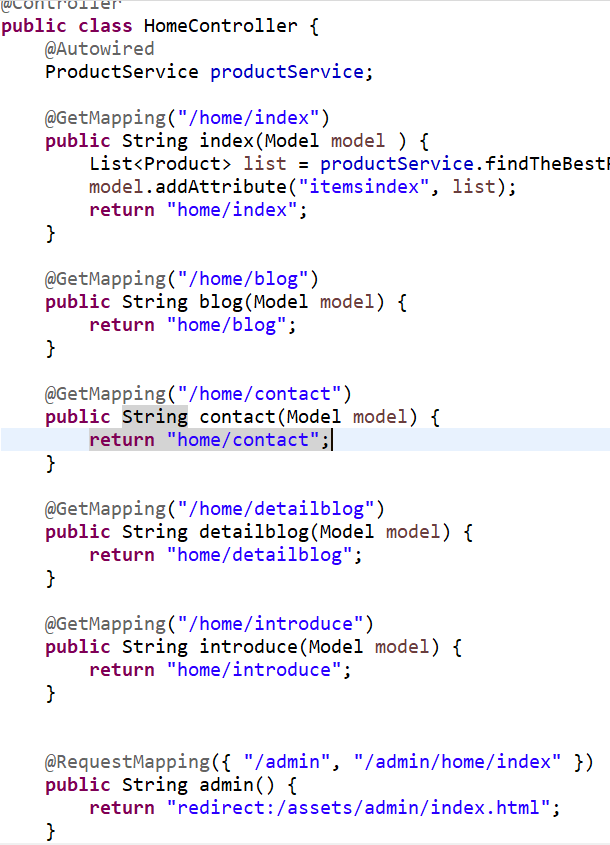 @Controller
public class HomeController {
@Autowired
ProductService productService;
@GetMapping("/home/index")
public String index(Model model ) {
List<Product> list = productService.findTheBest
model.addAttribute("itemsindex", list);
return "home/index";
}
@GetMapping("/home/blog")
public String blog(Model model) {
return "home/blog";
}
@GetMapping("/home/contact")
public String contact(Model model) {
return "home/contact";
}
@GetMapping("/home/detailblog")
public String detailblog(Model model) {
return "home/detailblog";
}
@GetMapping("/home/introduce")
public String introduce(Model model) {
return "home/introduce";
}
@RequestMapping({ "/admin", "/admin/home/index" })
public String admin() {
return "redirect:/assets/admin/index.html";
}